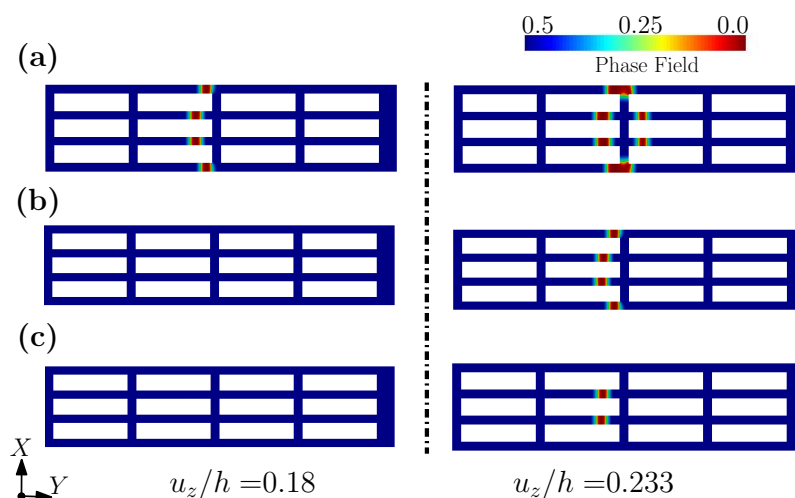 0.5 0.25 0.0
Phase Field
(a)
(b)
(c)
X
Y
u_z/h =0.18
u_z/h =0.233